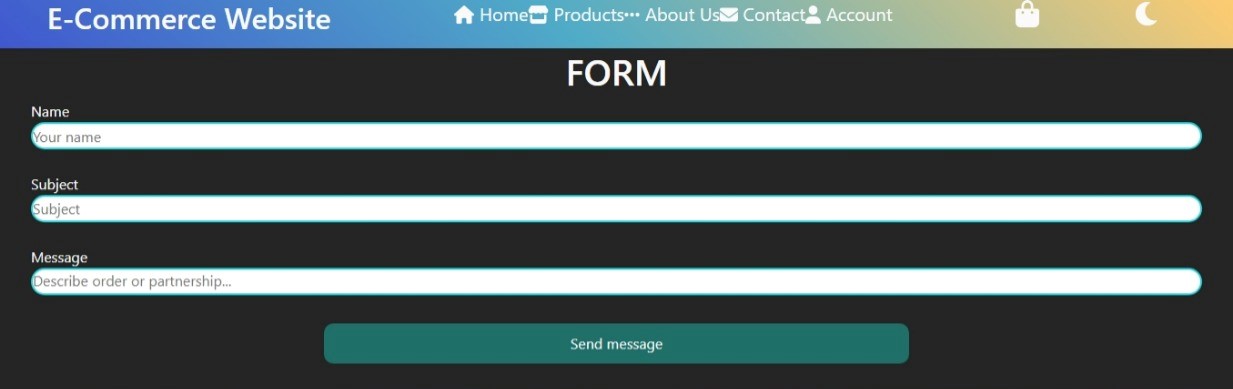 E-Commerce Website
Home Products About Us Contact Account
FORM
Name
Your name
Subject
Subject
Message
Describe order or partnership...
Send message